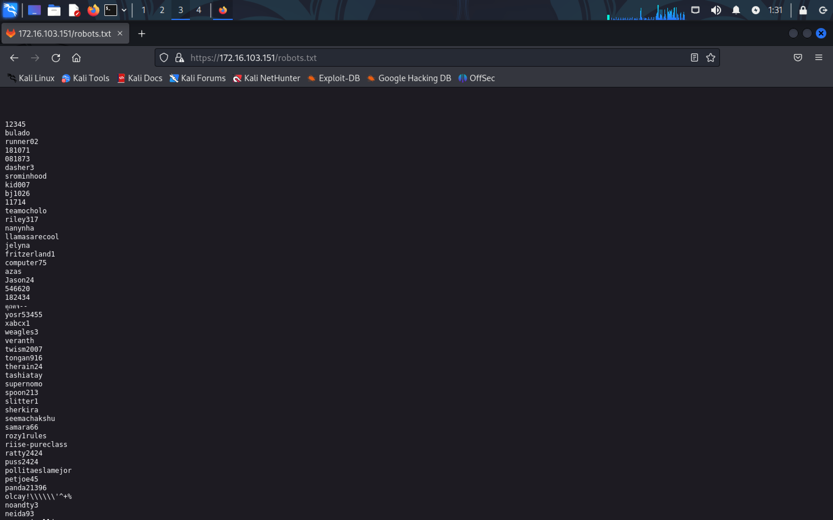 1 2 3 4 1:31
172.16.103.151/robots.txt
https://172.16.103.151/robots.txt
Kali Linux Kali Tools Kali Docs Kali Forums Kali NetHunter Exploit-DB Google Hacking DB OffSec
12345
bulado
runner02
181071
081873
dasher3
srominhood
kid007
bj1026
11714
teamocholo
riley317
nanynha
llamasarecool
jelyna
fritzerland1
computer75
azas
Jason24
546620
182434
yosr53455
xabcx1
weagles3
veranth
twism2007
tongan916
therain24
tashiatay
supernomo
spoon213
slitter1
sherkira
seemachakshu
samara66
rozy1rules
riise-pureclass
ratty2424
puss2424
pollitaeslamejor
petjoe45
panda21396
olcay!\\\\\\'^+%
noandty3
neida93